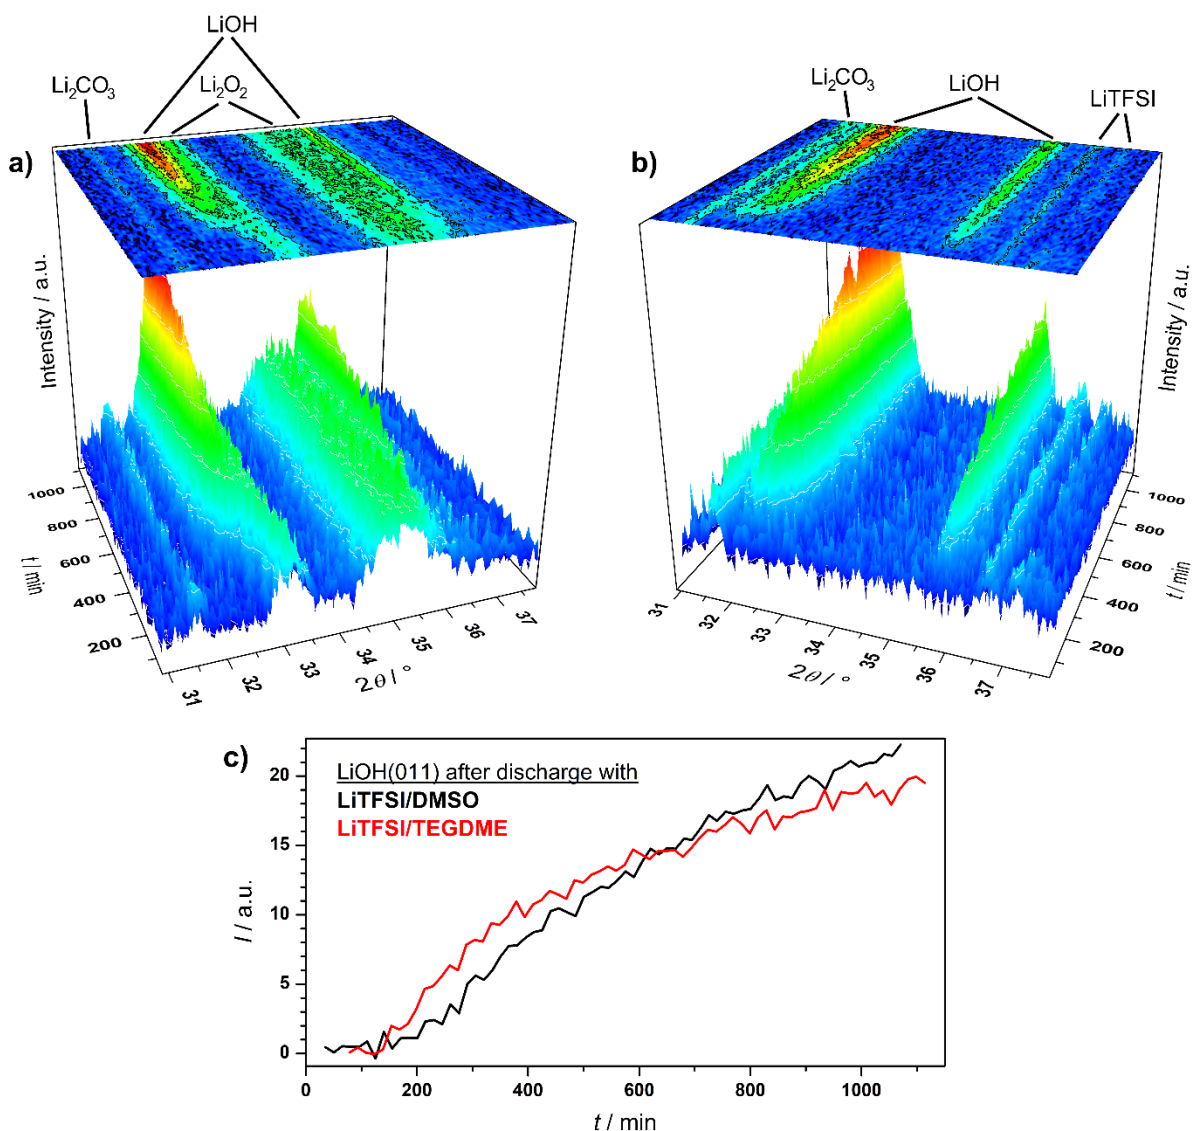 LiOH
Li₂CO₃
Li₂O₂
a)
Intensity / a.u.
1000
800
600
400
200
t / min
31
32
33
34
35
36
37
2θ / °
Li₂CO₃
LiOH
LiTFSI
b)
Intensity / a.u.
1000
800
600
400
200
t / min
31
32
33
34
35
36
37
2θ / °
c)
LiOH(011) after discharge with
LiTFSI/DMSO
LiTFSI/TEGDME
20
15
10
5
0
I / a.u.
0 200 400 600 800 1000
t / min